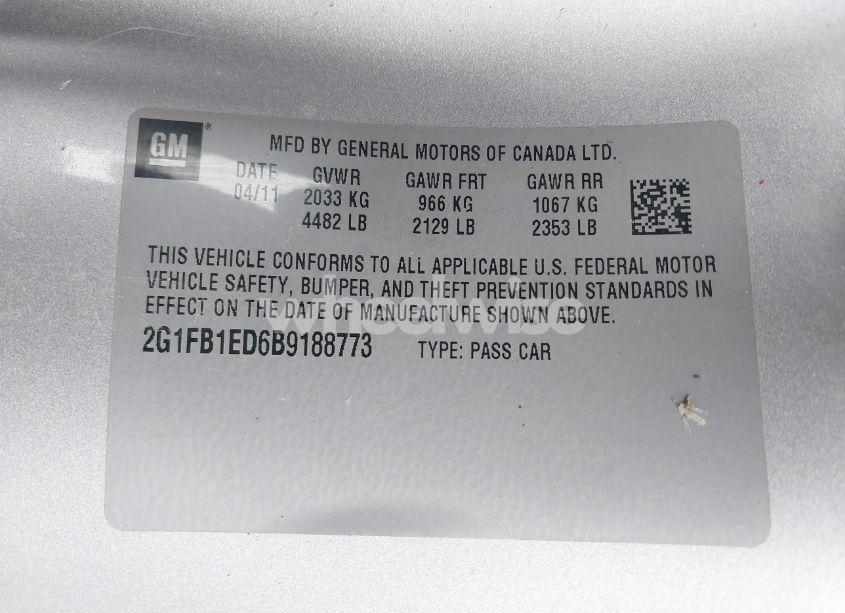 GM ®
MFD BY GENERAL MOTORS OF CANADA LTD.
DATE GVWR GAWR FRT GAWR RR
04/11 2033 KG 966 KG 1067 KG
4482 LB 2129 LB 2353 LB
THIS VEHICLE CONFORMS TO ALL APPLICABLE U.S. FEDERAL MOTOR
VEHICLE SAFETY, BUMPER, AND THEFT PREVENTION STANDARDS IN
EFFECT ON THE DATE OF MANUFACTURE SHOWN ABOVE.
wheelwize
2G1FB1ED6B9188773 TYPE: PASS CAR